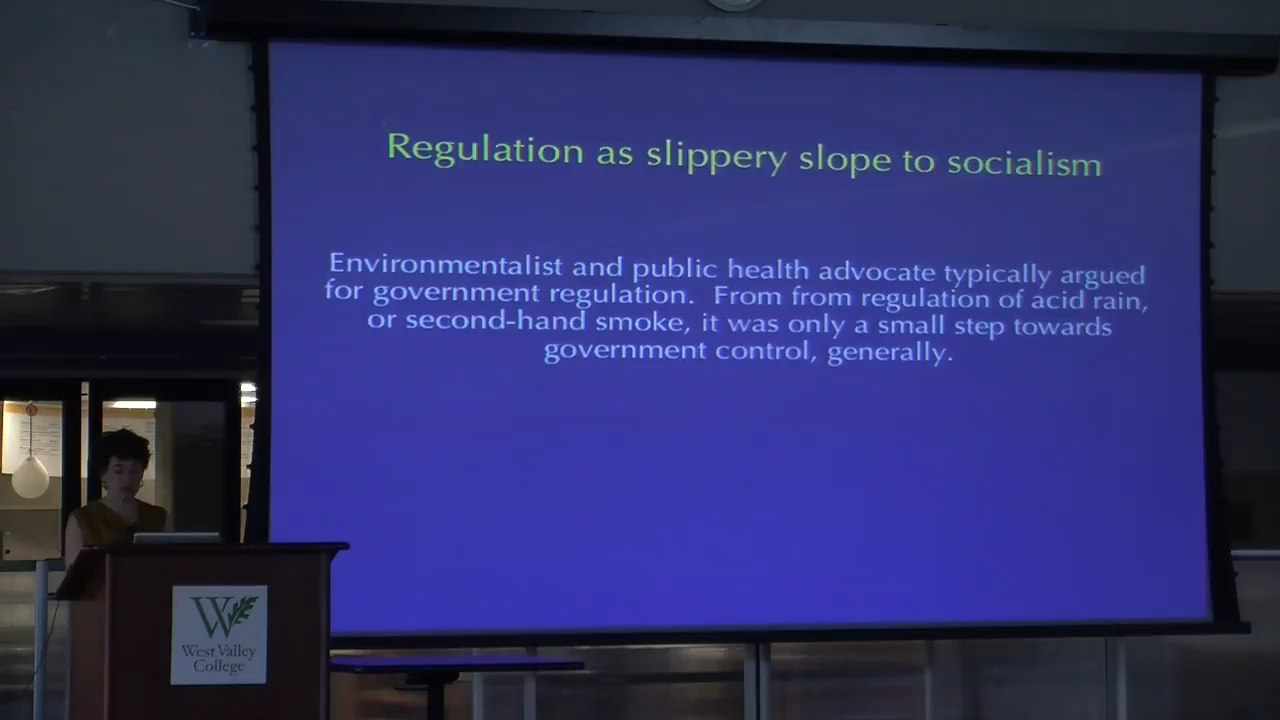 Regulation as slippery slope to socialism
Environmentalist and public health advocate typically argued
for government regulation.  From from regulation of acid rain,
or second-hand smoke, it was only a small step towards
government control, generally.
W
West Valley
College